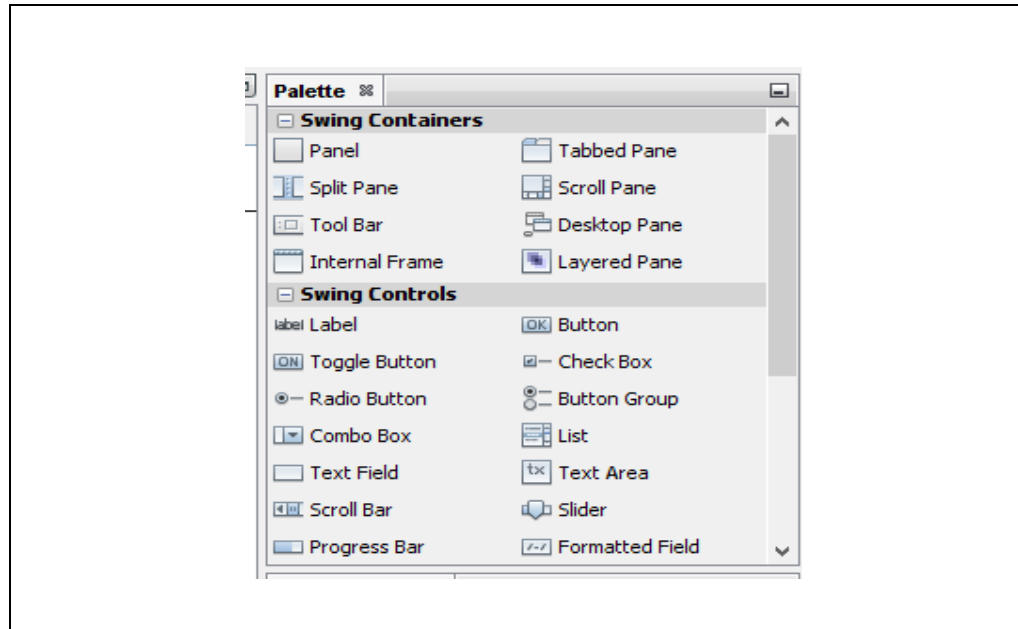 Palette
Swing Containers
Panel Tabbed Pane
Split Pane Scroll Pane
Tool Bar Desktop Pane
Internal Frame Layered Pane
Swing Controls
label Label OK Button
ON Toggle Button Check Box
Radio Button Button Group
Combo Box List
Text Field tx Text Area
Scroll Bar Slider
Progress Bar Formatted Field